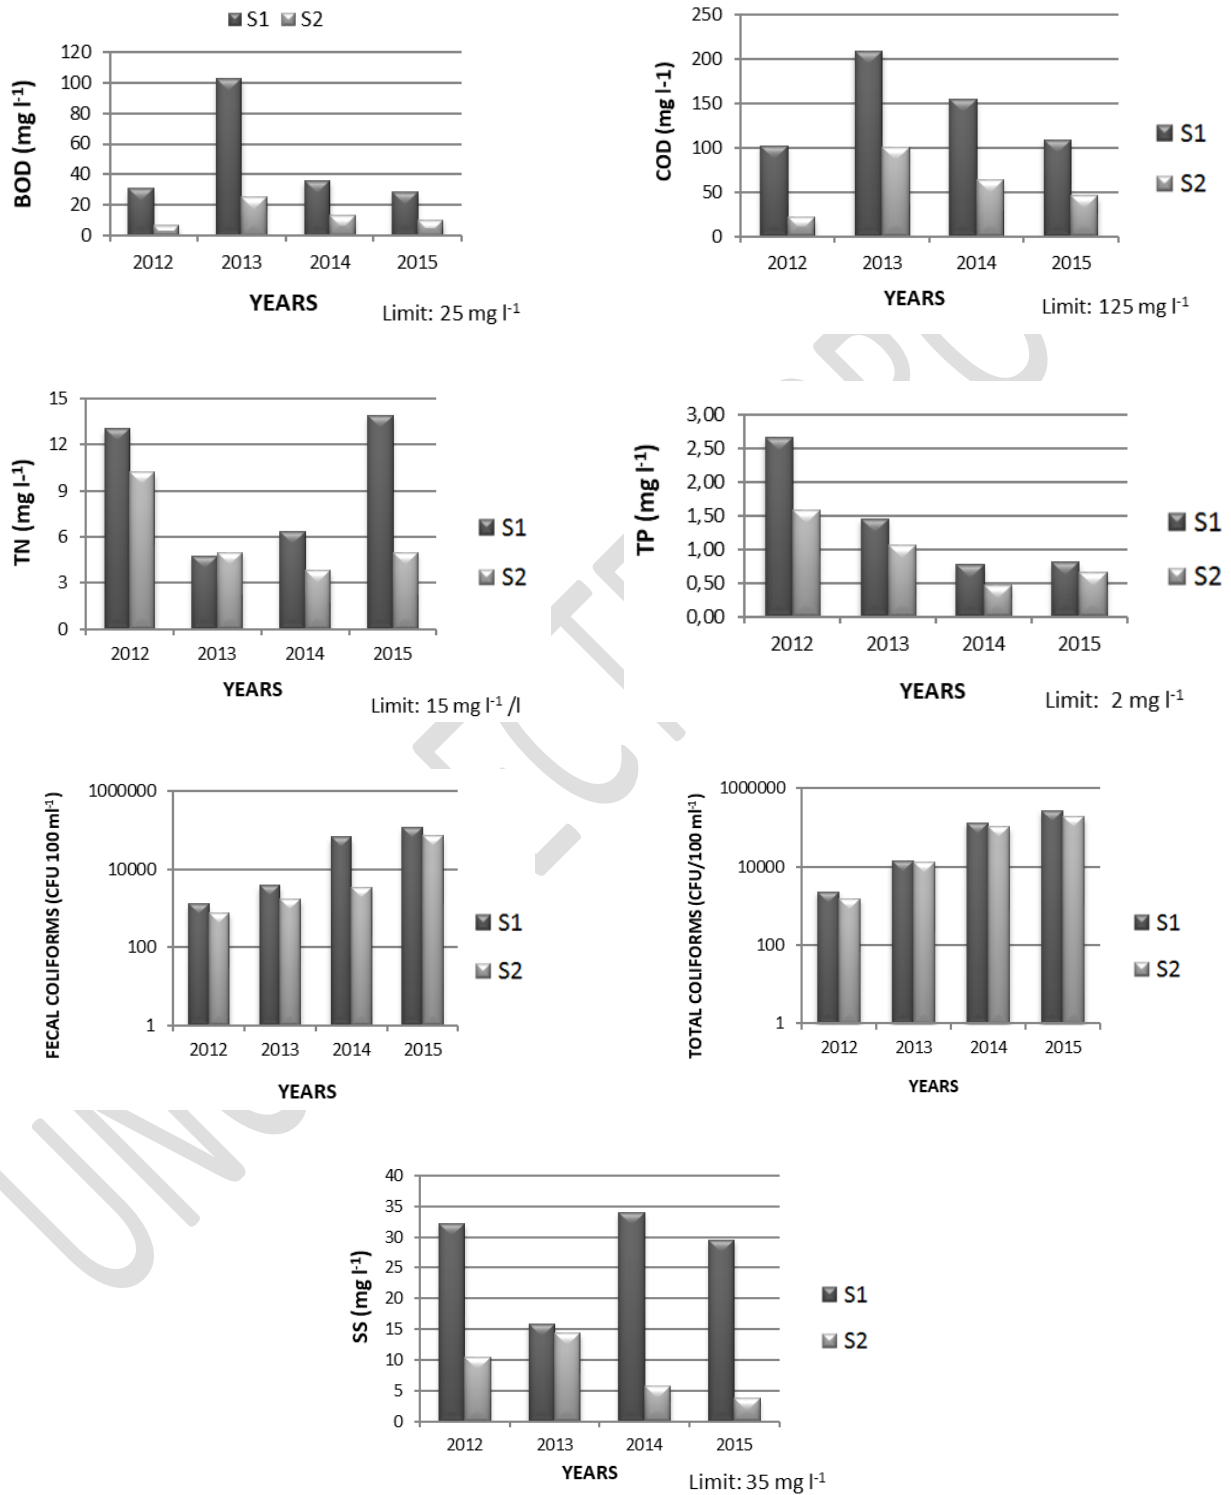 S1 S2
BOD (mg l-1)
120
100
80
60
40
20
0
2012 2013 2014 2015
YEARS
Limit: 25 mg l-1
COD (mg l-1)
250
200
150
100
50
0
2012 2013 2014 2015
YEARS
S1
S2
Limit: 125 mg l-1
TN (mg l-1)
15
12
9
6
3
0
2012 2013 2014 2015
YEARS
S1
S2
Limit: 15 mg l-1 /l
TP (mg l-1)
3,00
2,50
2,00
1,50
1,00
0,50
0,00
2012 2013 2014 2015
YEARS
S1
S2
Limit: 2 mg l-1
FECAL COLIFORMS (CFU 100 ml-1)
1000000
10000
100
1
2012 2013 2014 2015
YEARS
S1
S2
TOTAL COLIFORMS (CFU/100 ml-1)
1000000
10000
100
1
2012 2013 2014 2015
YEARS
S1
S2
SS (mg l-1)
40
35
30
25
20
15
10
5
0
2012 2013 2014 2015
YEARS
S1
S2
Limit: 35 mg l-1